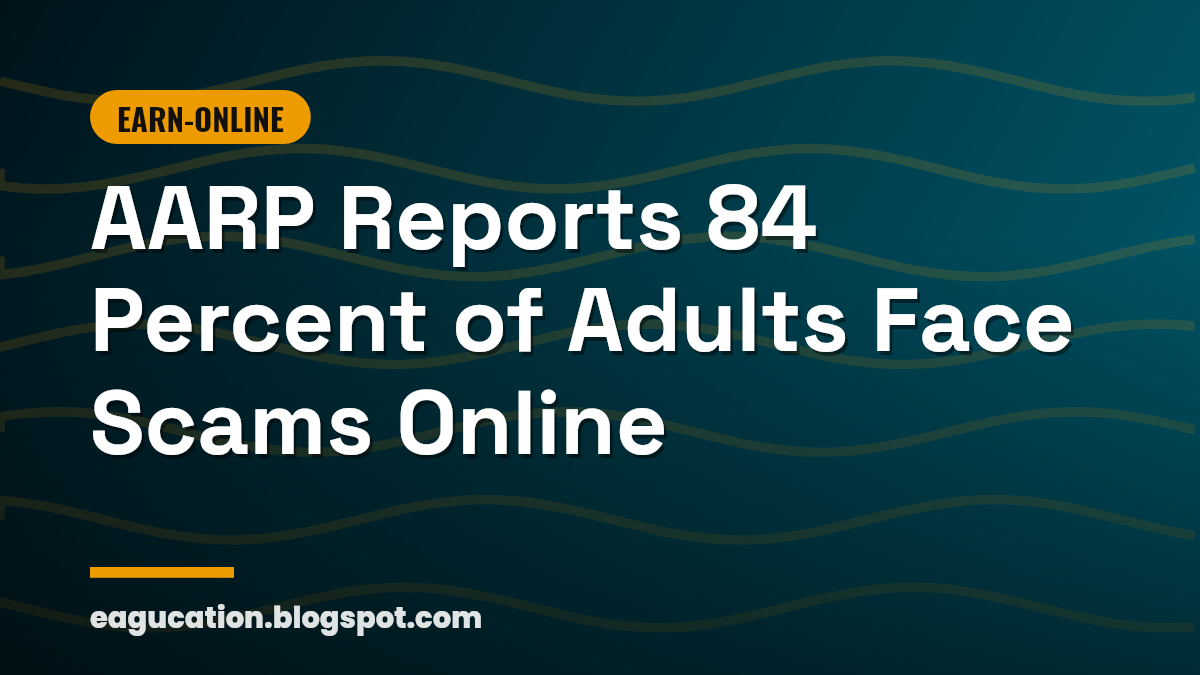 EARN-ONLINE
AARP Reports 84
Percent of Adults Face
Scams Online
eagucation.blogspot.com